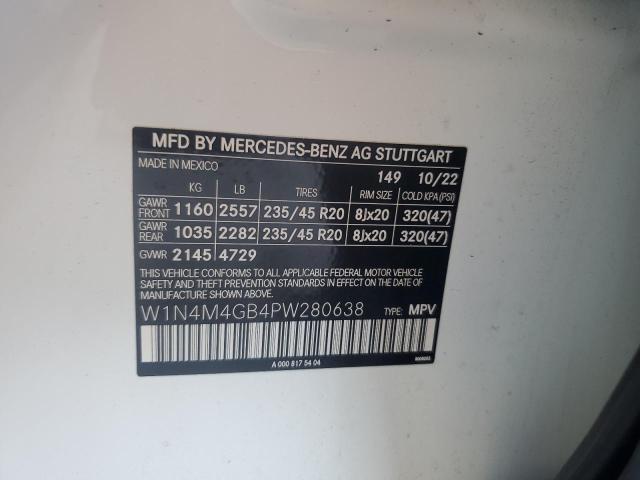 MFD BY MERCEDES-BENZ AG STUTTGART
MADE IN MEXICO 149 10/22
KG LB TIRES RIM SIZE COLD KPA (PSI)
GAWR FRONT 1160 2557 235/45 R20 8Jx20 320(47)
GAWR REAR 1035 2282 235/45 R20 8Jx20 320(47)
GVWR 2145 4729
THIS VEHICLE CONFORMS TO ALL APPLICABLE FEDERAL MOTOR VEHICLE
SAFETY AND THEFT PREVENTION STANDARDS IN EFFECT ON THE DATE OF
MANUFACTURE SHOWN ABOVE.
W1N4M4GB4PW280638 TYPE: MPV
A 000 817 54 04